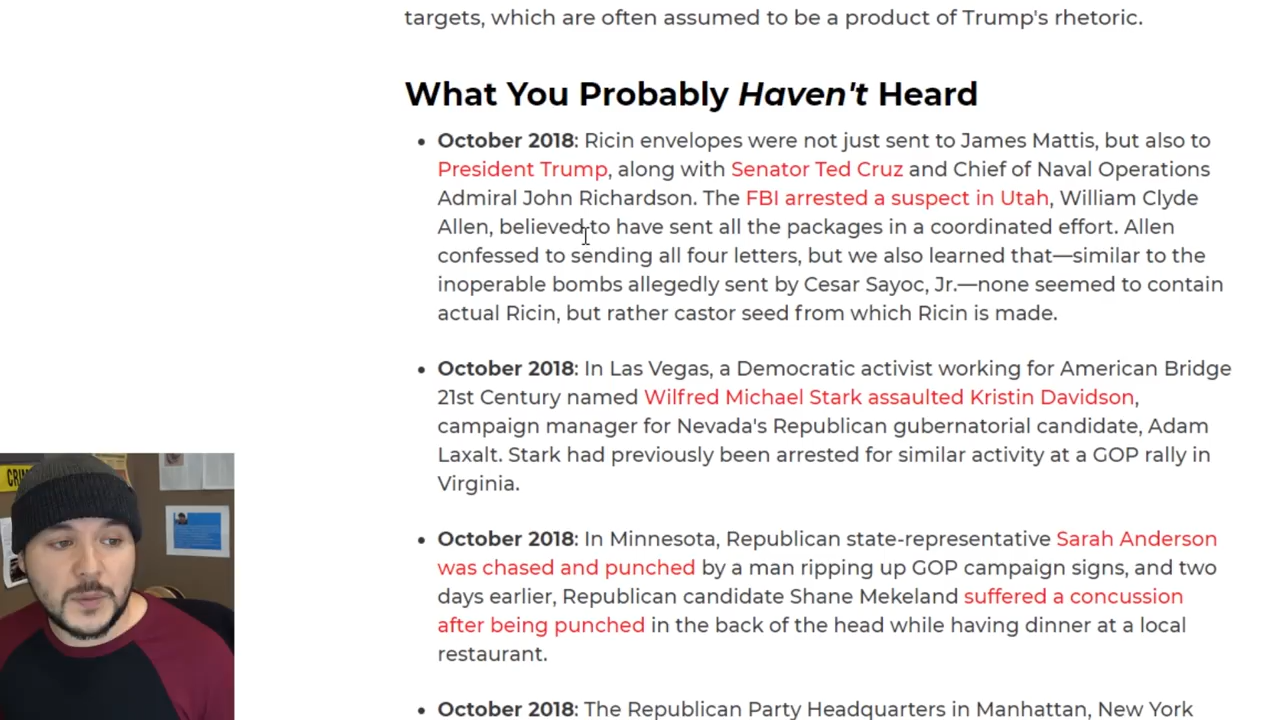 targets, which are often assumed to be a product of Trump's rhetoric.
What You Probably Haven't Heard
• October 2018: Ricin envelopes were not just sent to James Mattis, but also to
President Trump, along with Senator Ted Cruz and Chief of Naval Operations
Admiral John Richardson. The FBI arrested a suspect in Utah, William Clyde
Allen, believed to have sent all the packages in a coordinated effort. Allen
confessed to sending all four letters, but we also learned that—similar to the
inoperable bombs allegedly sent by Cesar Sayoc, Jr.—none seemed to contain
actual Ricin, but rather castor seed from which Ricin is made.
• October 2018: In Las Vegas, a Democratic activist working for American Bridge
21st Century named Wilfred Michael Stark assaulted Kristin Davidson,
campaign manager for Nevada's Republican gubernatorial candidate, Adam
Laxalt. Stark had previously been arrested for similar activity at a GOP rally in
Virginia.
• October 2018: In Minnesota, Republican state-representative Sarah Anderson
was chased and punched by a man ripping up GOP campaign signs, and two
days earlier, Republican candidate Shane Mekeland suffered a concussion
after being punched in the back of the head while having dinner at a local
restaurant.
• October 2018: The Republican Party Headquarters in Manhattan, New York
CRI